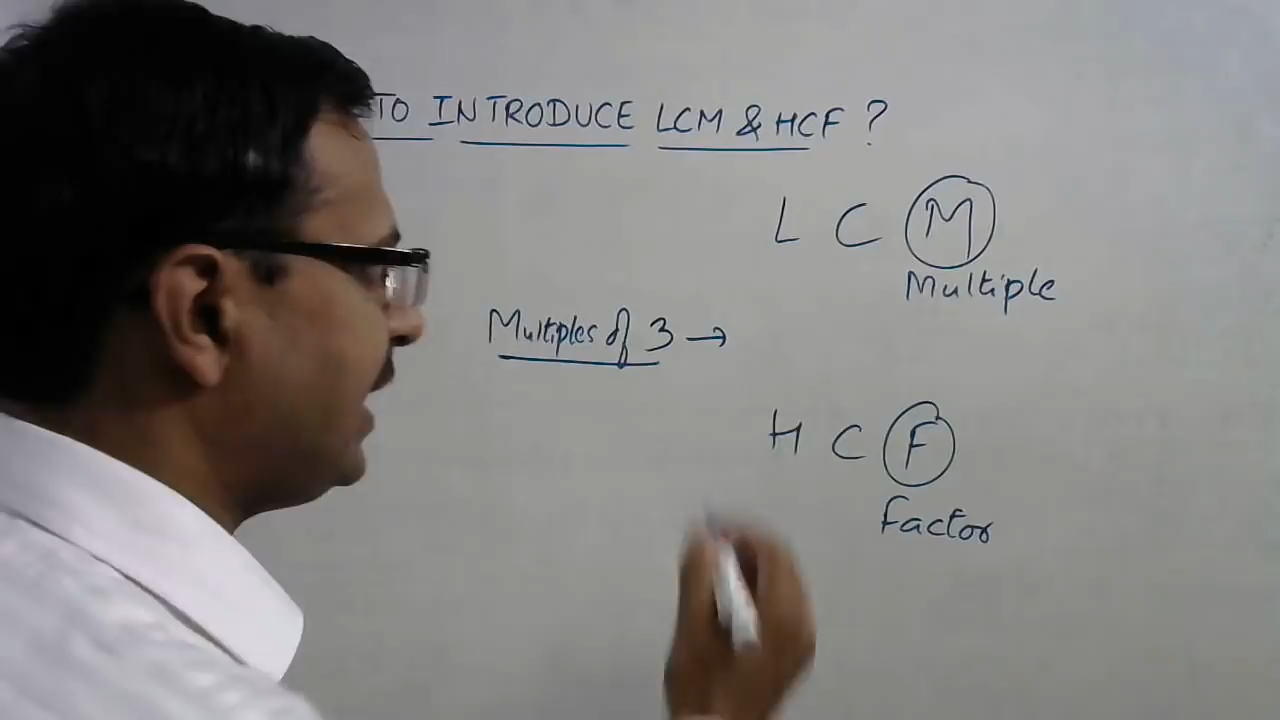 TO INTRODUCE LCM & HCF ?
L C M
Multiple
Multiples of 3 →
H C F
Factor